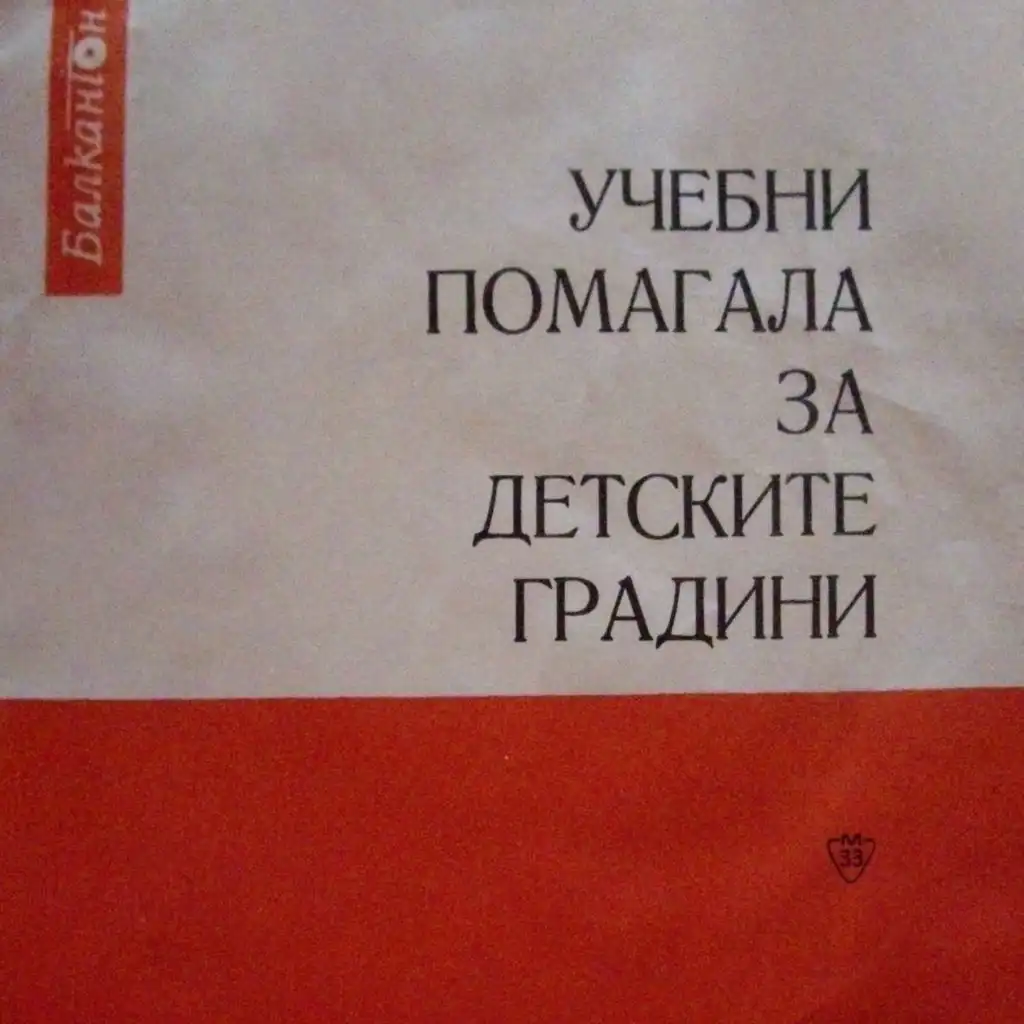 Балкантон
УЧЕБНИ
ПОМАГАЛА
ЗА
ДЕТСКИТЕ
ГРАДИНИ
М
33